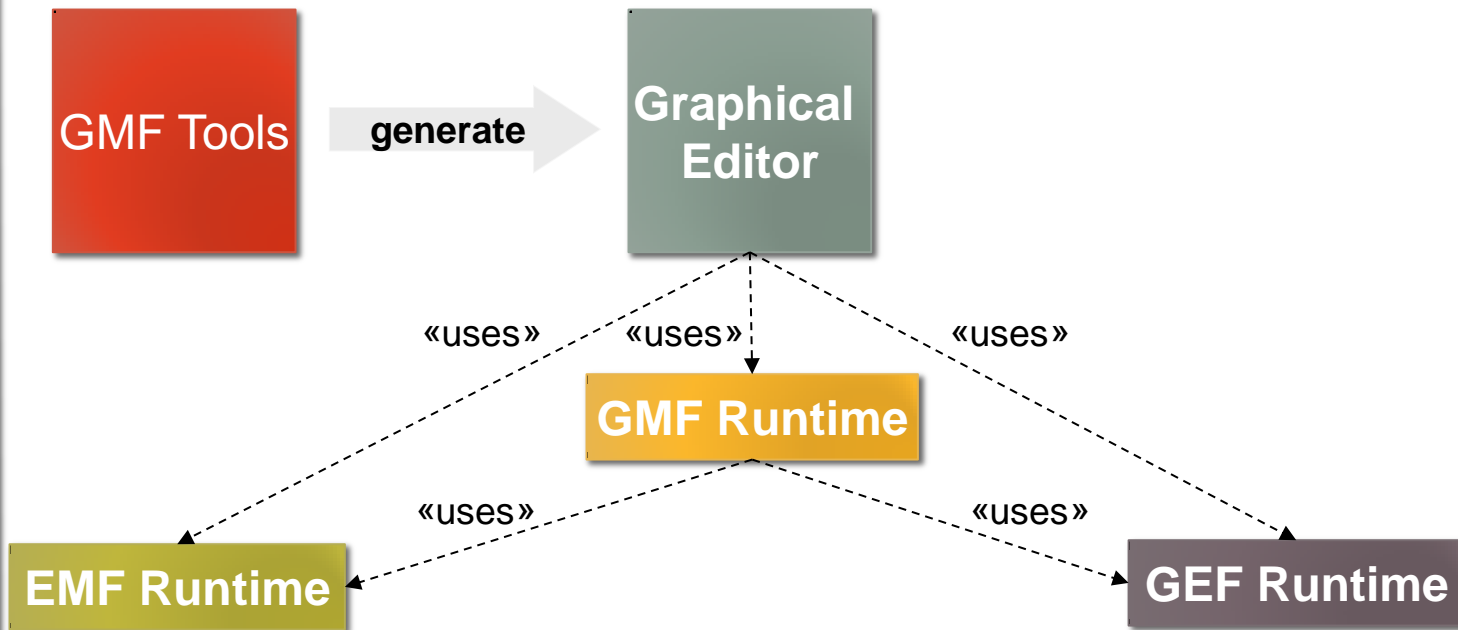 GMF Tools
generate
Graphical
Editor
«uses»
«uses»
«uses»
GMF Runtime
«uses»
«uses»
EMF Runtime
GEF Runtime